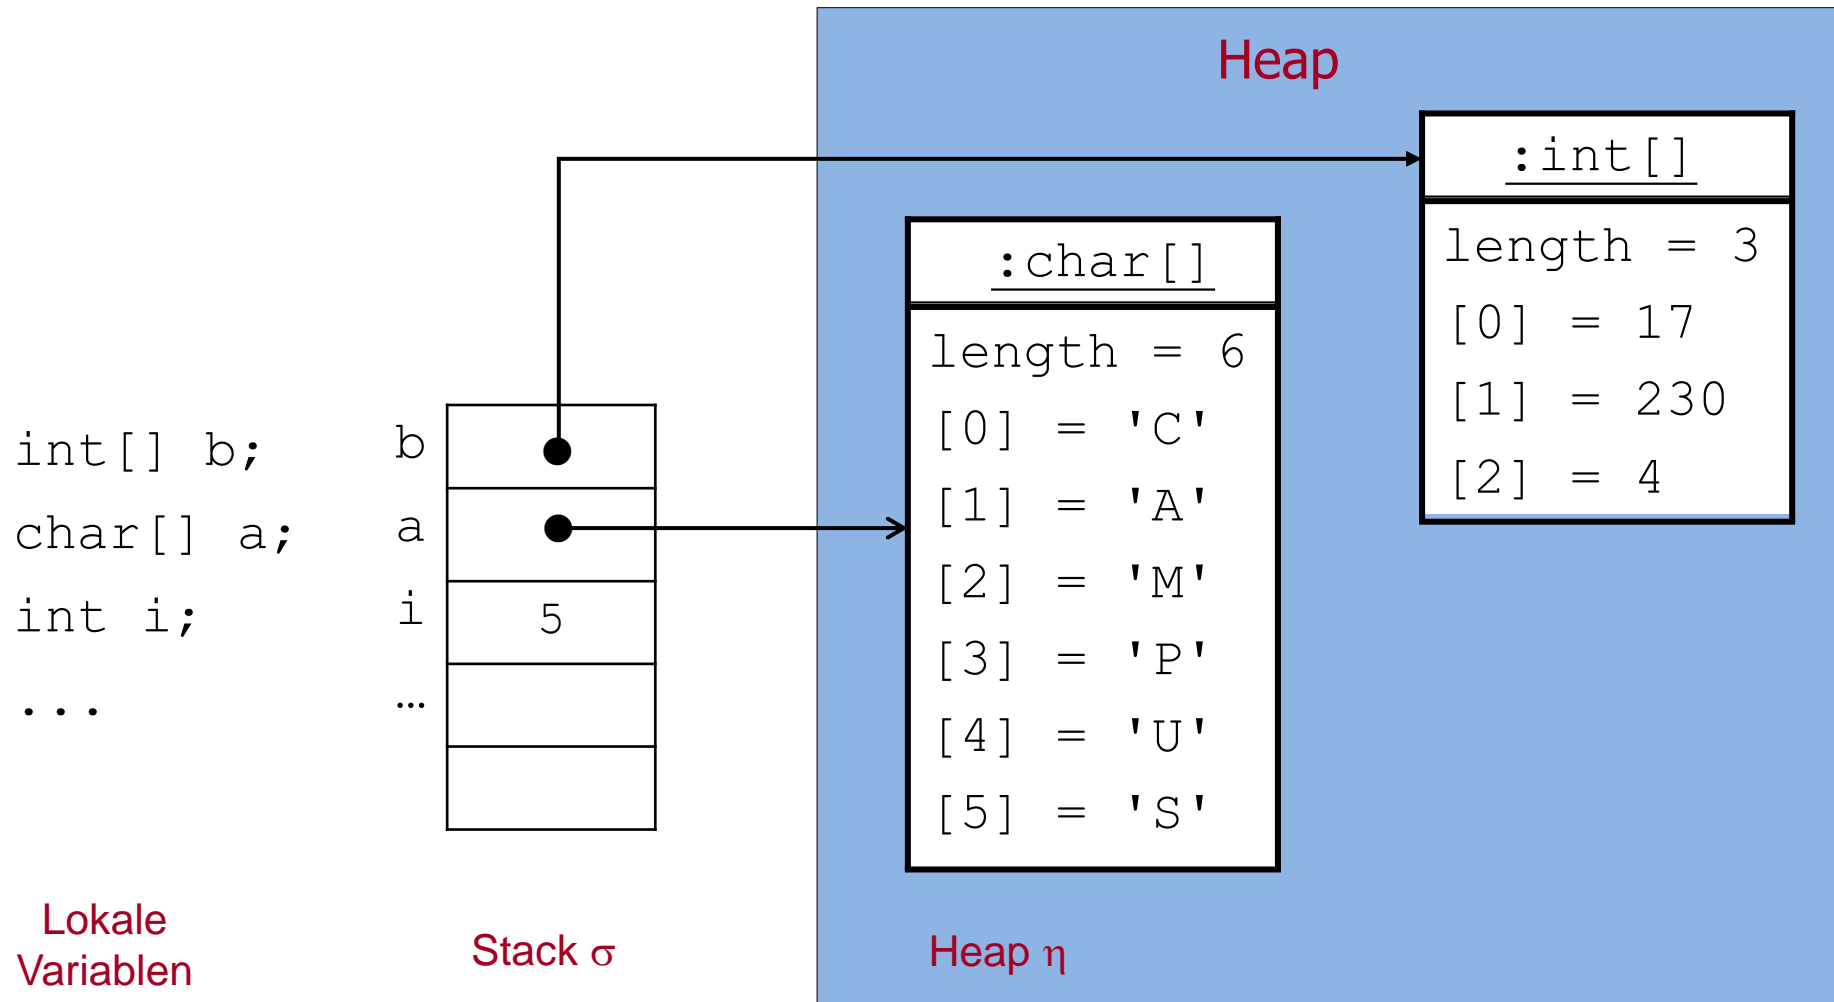 Heap
int[] b;
char[] a;
int i;
...
b
a
i
5
…
:char[]
length = 6
[0] = 'C'
[1] = 'A'
[2] = 'M'
[3] = 'P'
[4] = 'U'
[5] = 'S'
:int[]
length = 3
[0] = 17
[1] = 230
[2] = 4
Lokale
Variablen
Stack σ
Heap η